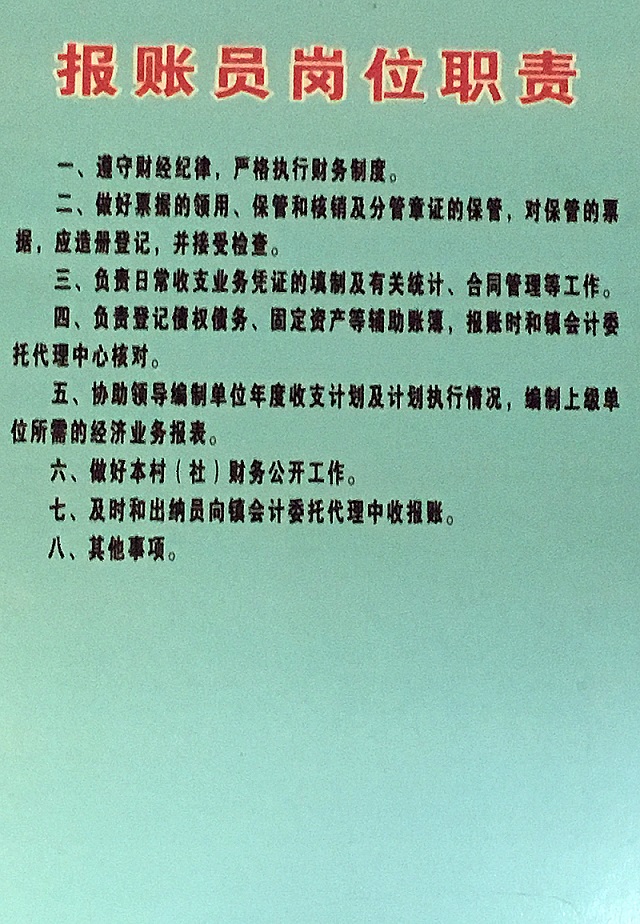 报账员岗位职责
一、遵守财经纪律，严格执行财务制度。
二、做好票据的领用、保管和核销及分管章证的保管，对保管的票
据，应造册登记，并接受检查。
三、负责日常收支业务凭证的填制及有关统计、合同管理等工作。
四、负责登记债权债务、固定资产等辅助账薄，报账时和镇会计委
托代理中心核对。
五、协助领导编制单位年度收支计划及计划执行情况，编制上级单
位所需的经济业务报表。
六、做好本村（社）财务公开工作。
七、及时和出纳员向镇会计委托代理中收报账。
八、其他事项。